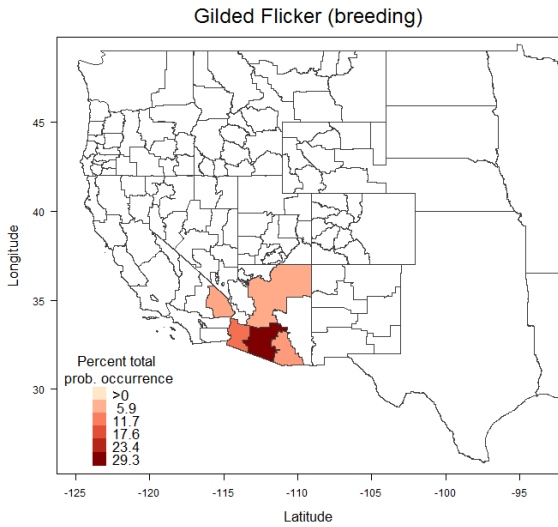 Gilded Flicker (breeding)
Longitude
45
40
35
30
Percent total
prob. occurrence
>0
5.9
11.7
17.6
23.4
29.3
-125 -120 -115 -110 -105 -100 -95
Latitude